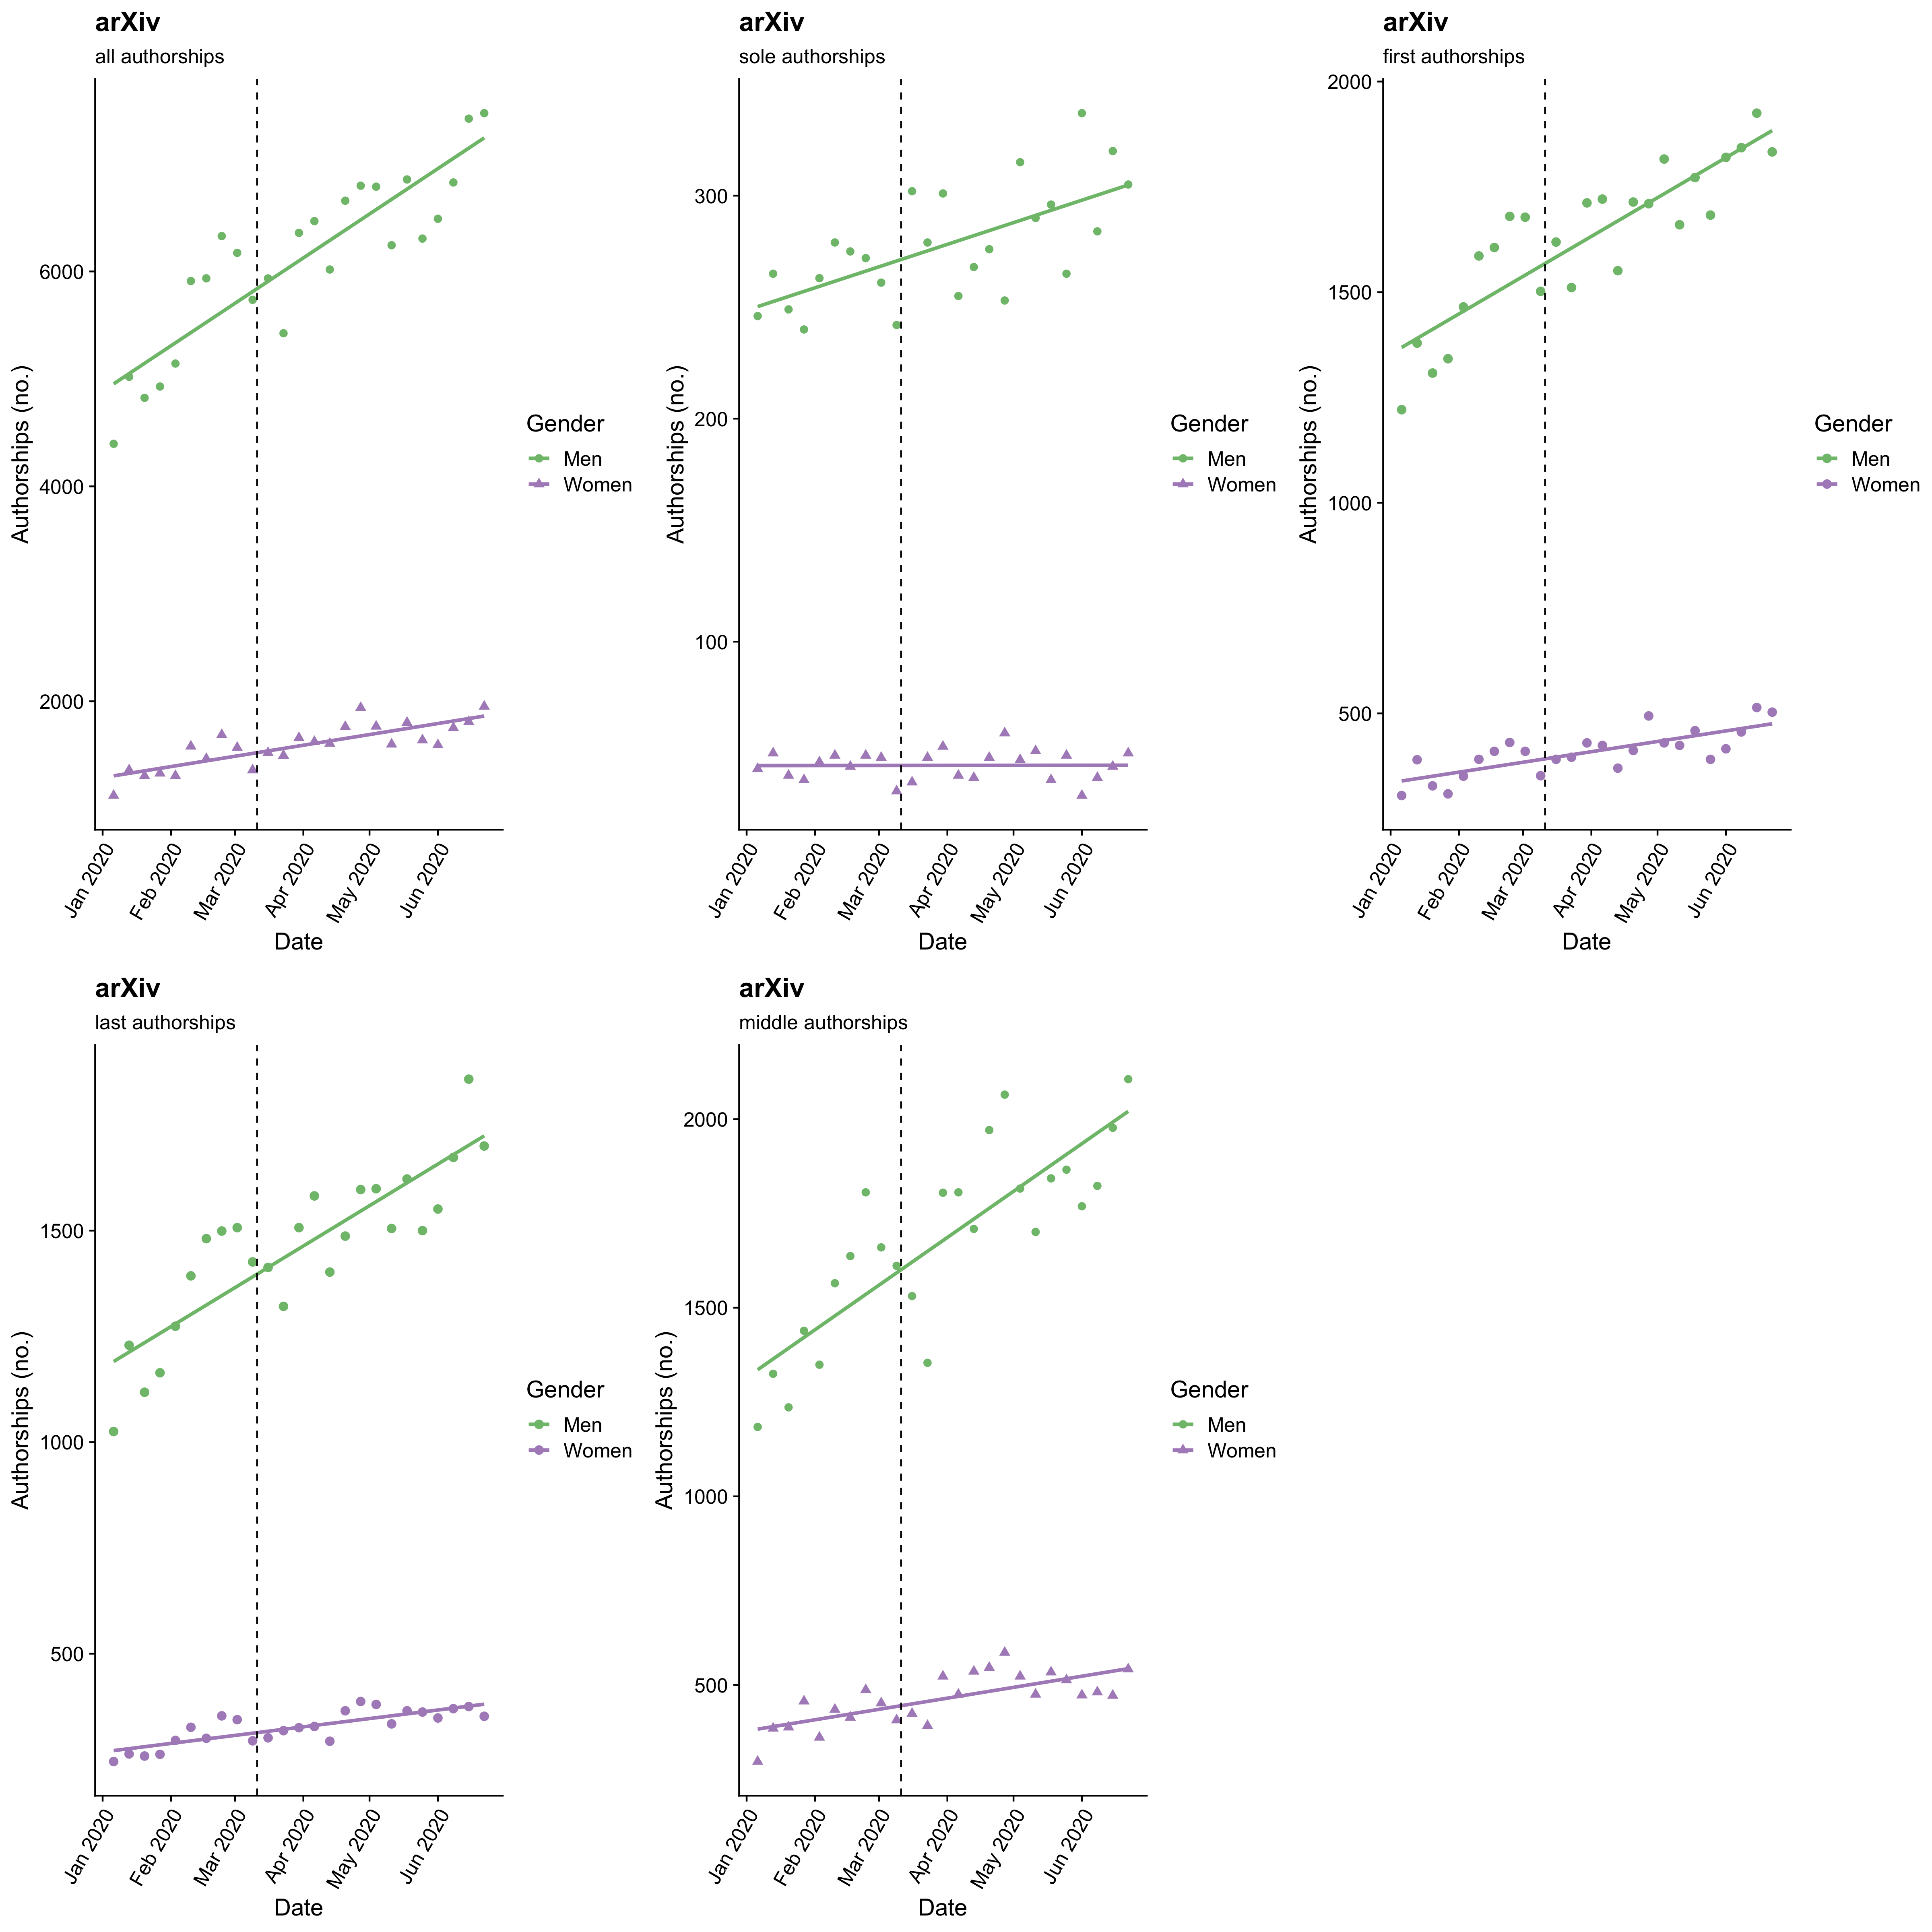 arXiv
all authorships
Authorships (no.)
6000
4000
2000
Jan 2020
Feb 2020
Mar 2020
Apr 2020
May 2020
Jun 2020
Date
Gender
Men
Women
arXiv
sole authorships
Authorships (no.)
300
200
100
Jan 2020
Feb 2020
Mar 2020
Apr 2020
May 2020
Jun 2020
Date
Gender
Men
Women
arXiv
first authorships
Authorships (no.)
2000
1500
1000
500
Jan 2020
Feb 2020
Mar 2020
Apr 2020
May 2020
Jun 2020
Date
Gender
Men
Women
arXiv
last authorships
Authorships (no.)
1500
1000
500
Jan 2020
Feb 2020
Mar 2020
Apr 2020
May 2020
Jun 2020
Date
Gender
Men
Women
arXiv
middle authorships
Authorships (no.)
2000
1500
1000
500
Jan 2020
Feb 2020
Mar 2020
Apr 2020
May 2020
Jun 2020
Date
Gender
Men
Women